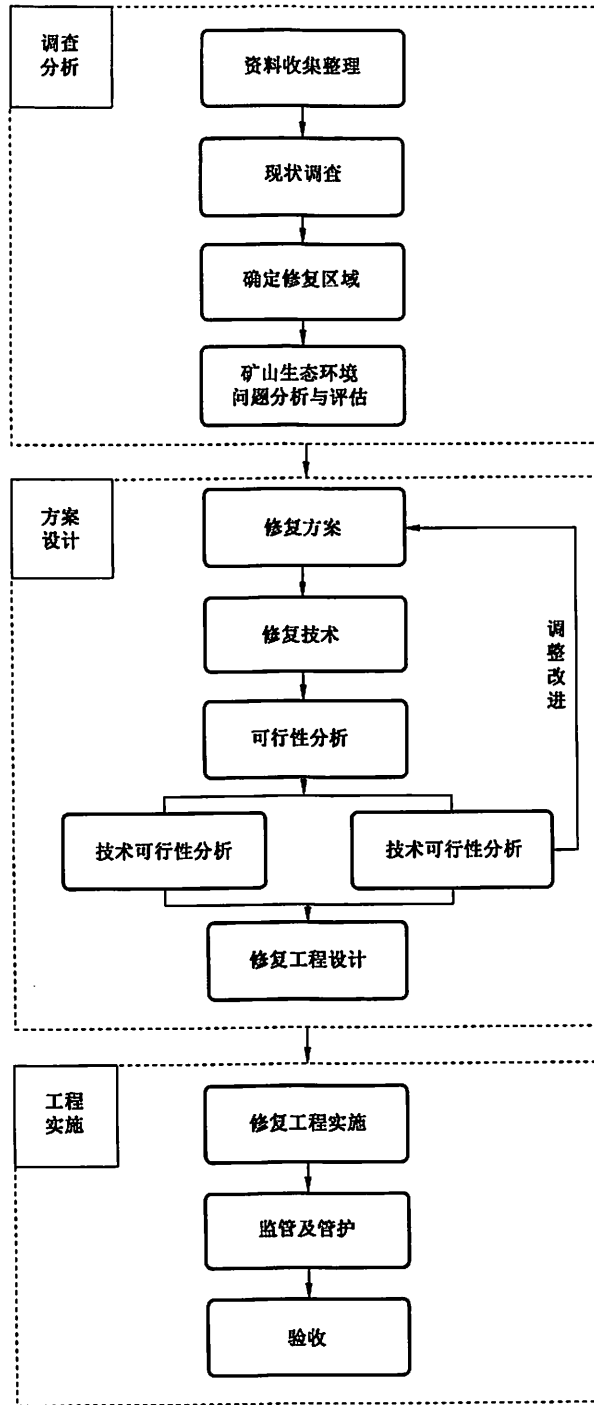 调查
分析
资料收集整理
现状调查
确定修复区域
矿山生态环境
问题分析与评估
方案
设计
修复方案
修复技术
调整改进
可行性分析
技术可行性分析
技术可行性分析
修复工程设计
工程
实施
修复工程实施
监管及管护
验收